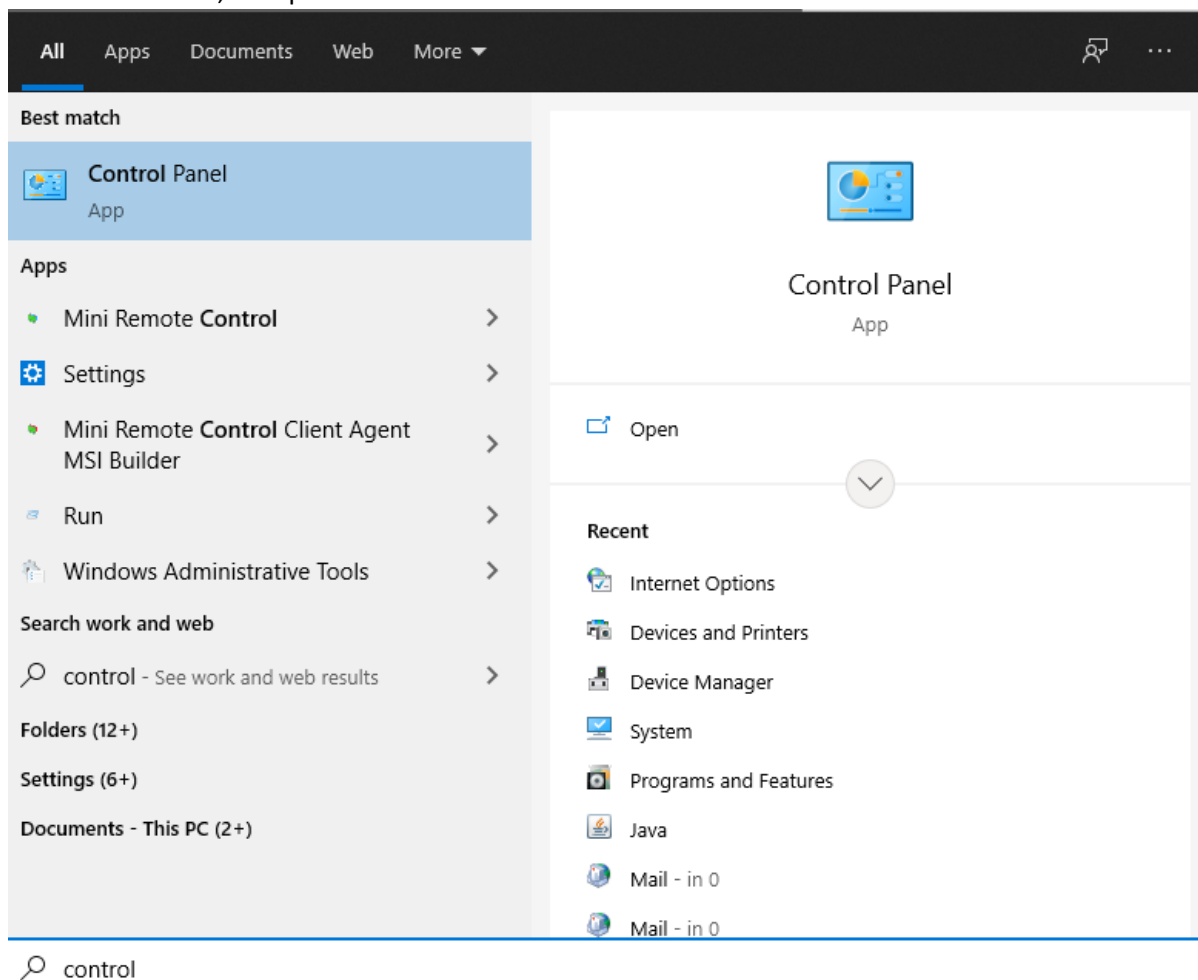 All Apps Documents Web More
Best match
Control Panel
App
Apps
Mini Remote Control
Settings
Mini Remote Control Client Agent
MSI Builder
Run
Windows Administrative Tools
Search work and web
control - See work and web results
Folders (12+)
Settings (6+)
Documents - This PC (2+)
Control Panel
App
Open
Recent
Internet Options
Devices and Printers
Device Manager
System
Programs and Features
Java
Mail - in 0
Mail - in 0
control